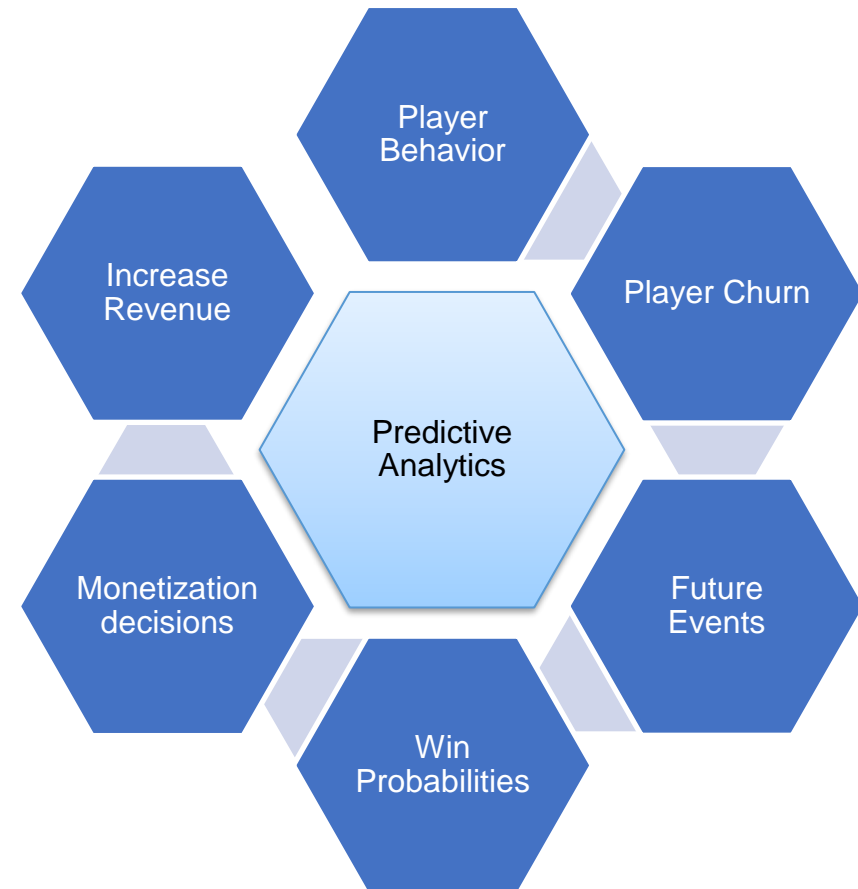 Player
Behavior
Increase
Revenue
Player Churn
Predictive
Analytics
Monetization
decisions
Future
Events
Win
Probabilities